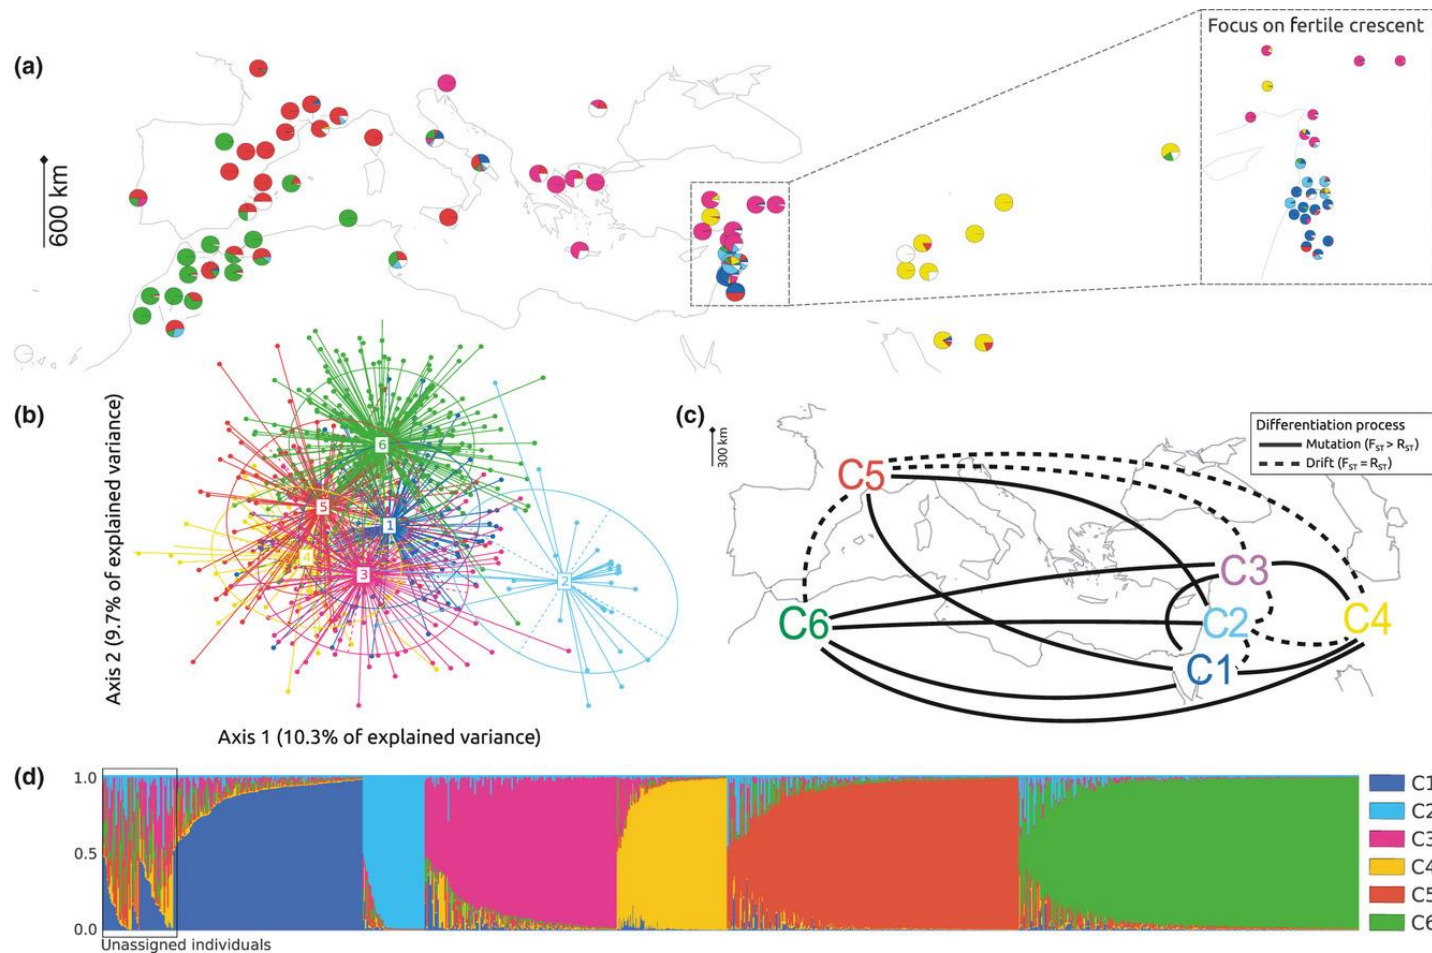 (a)
600 km
Focus on fertile crescent
(b)
Axis 2 (9.7% of explained variance)
6
5
1
4
3
2
Axis 1 (10.3% of explained variance)
(c)
300 km
Differentiation process
Mutation (FST > RST)
Drift (FST = RST)
C5
C3
C6
C2
C4
C1
(d)
1.0
0.5
0.0
Unassigned individuals
C1
C2
C3
C4
C5
C6